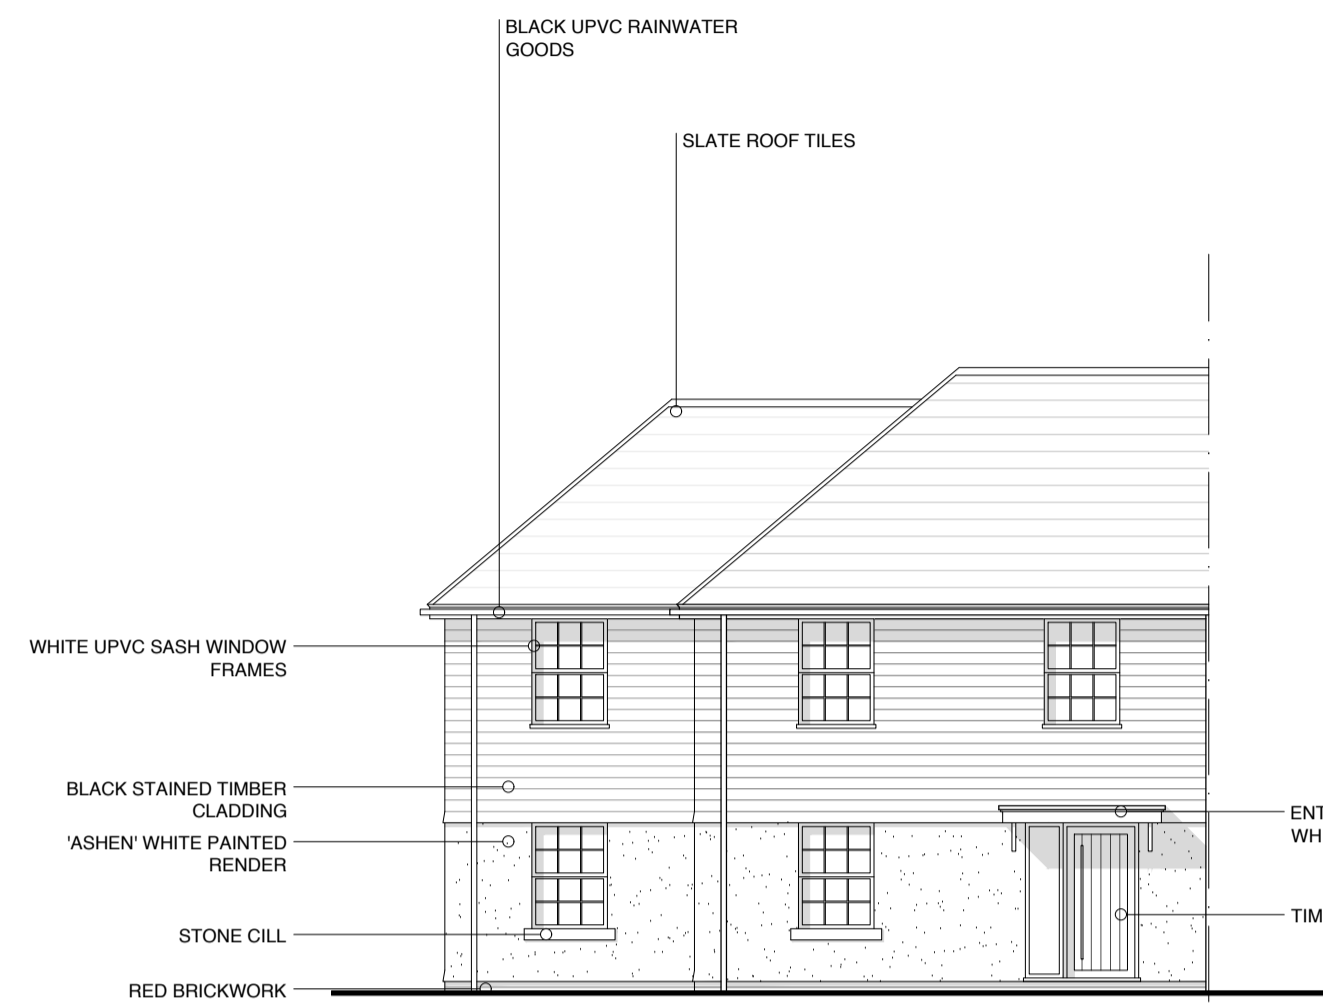 BLACK UPVC RAINWATER
GOODS
SLATE ROOF TILES
WHITE UPVC SASH WINDOW
FRAMES
BLACK STAINED TIMBER
CLADDING
'ASHEN' WHITE PAINTED
RENDER
STONE CILL
RED BRICKWORK